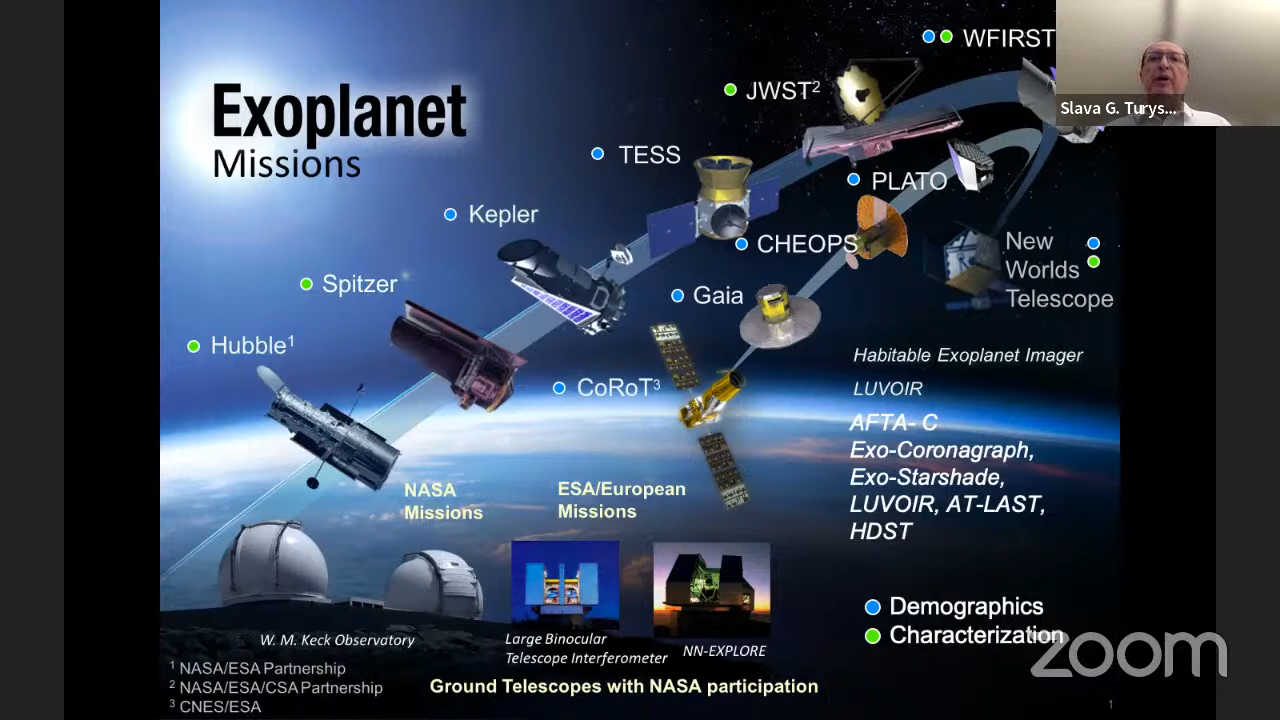 Exoplanet
Missions
WFIRST
Slava G. Turys...
JWST2
TESS
PLATO
Kepler
CHEOPS
New
Worlds
Telescope
Spitzer
Gaia
Hubble1
CoRoT3
Habitable Exoplanet Imager
LUVOIR
AFTA- C
Exo-Coronagraph,
Exo-Starshade,
LUVOIR, AT-LAST,
HDST
NASA
Missions
ESA/European
Missions
Demographics
Characterization
W. M. Keck Observatory
Large Binocular
Telescope Interferometer
NN-EXPLORE
Ground Telescopes with NASA participation
1 NASA/ESA Partnership
2 NASA/ESA/CSA Partnership
3 CNES/ESA
zoom
1